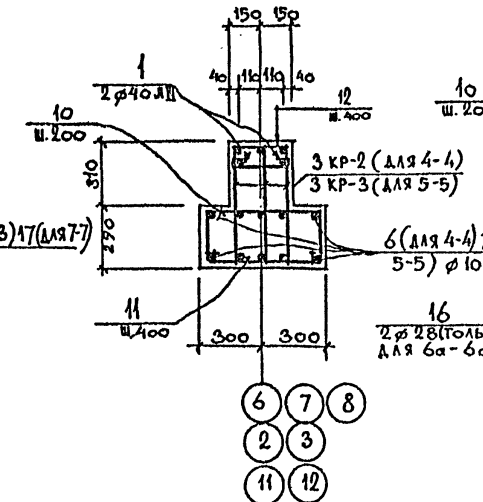 150 150
40 110 110 40
1
2 φ40 АIII
12
Ш.400
10
Ш.200
10
Ш. 20
310
290
3 КР-2 (ДЛЯ 4-4)
3 КР-3 (ДЛЯ 5-5)
3) 17 (ДЛЯ 7-7)
6 (ДЛЯ 4-4)
5-5) φ 10
11
Ш.400
16
2 φ 28 (ТОЛЬ
ДЛЯ 6а-6а
300 300
6 7 8
2 3
11 12